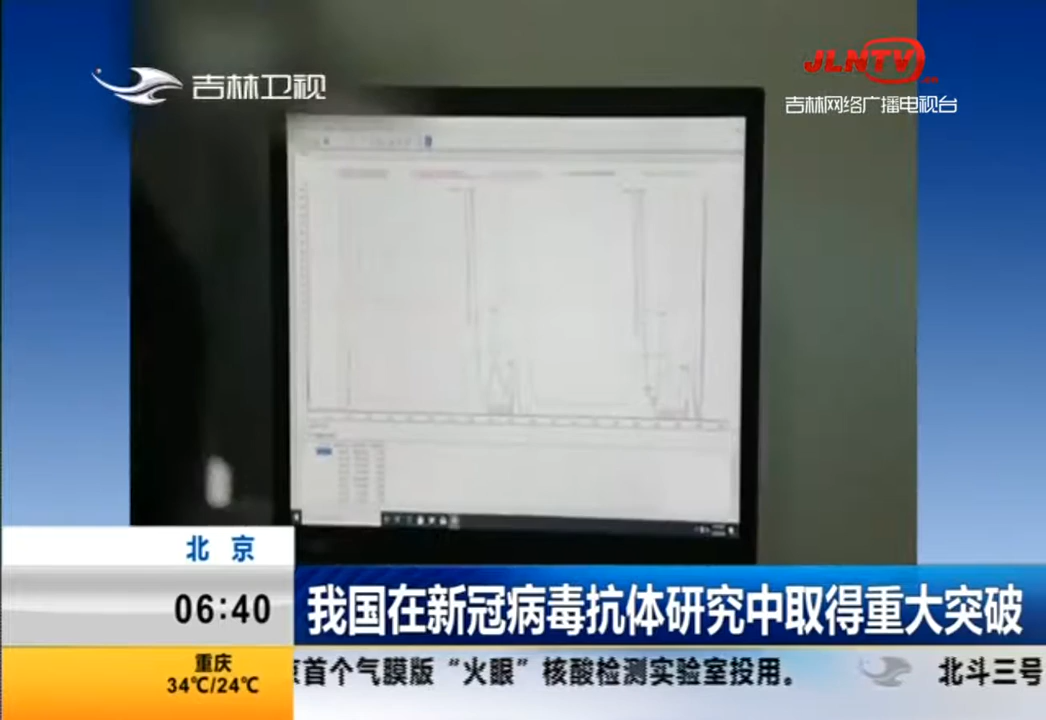 吉林卫视
JLNTV
吉林网络广播电视台
北京
06:40
我国在新冠病毒抗体研究中取得重大突破
重庆
34℃/24℃
京首个气膜版“火眼”核酸检测实验室投用。
北斗三号